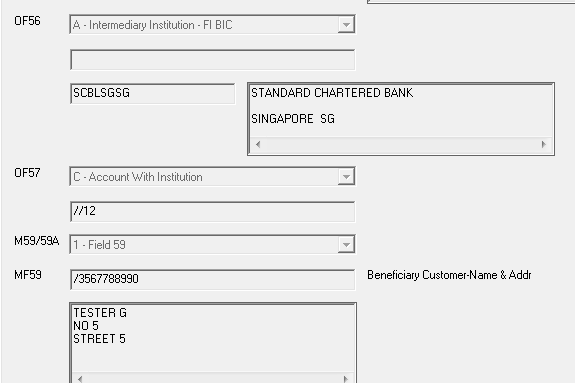 OF56
A - Intermediary Institution - FI BIC
SCBLSGSG
STANDARD CHARTERED BANK
SINGAPORE SG
OF57
C - Account With Institution
//12
M59/59A
1 - Field 59
MF59
/3567788990
Beneficiary Customer-Name & Addr
TESTER G
NO 5
STREET 5